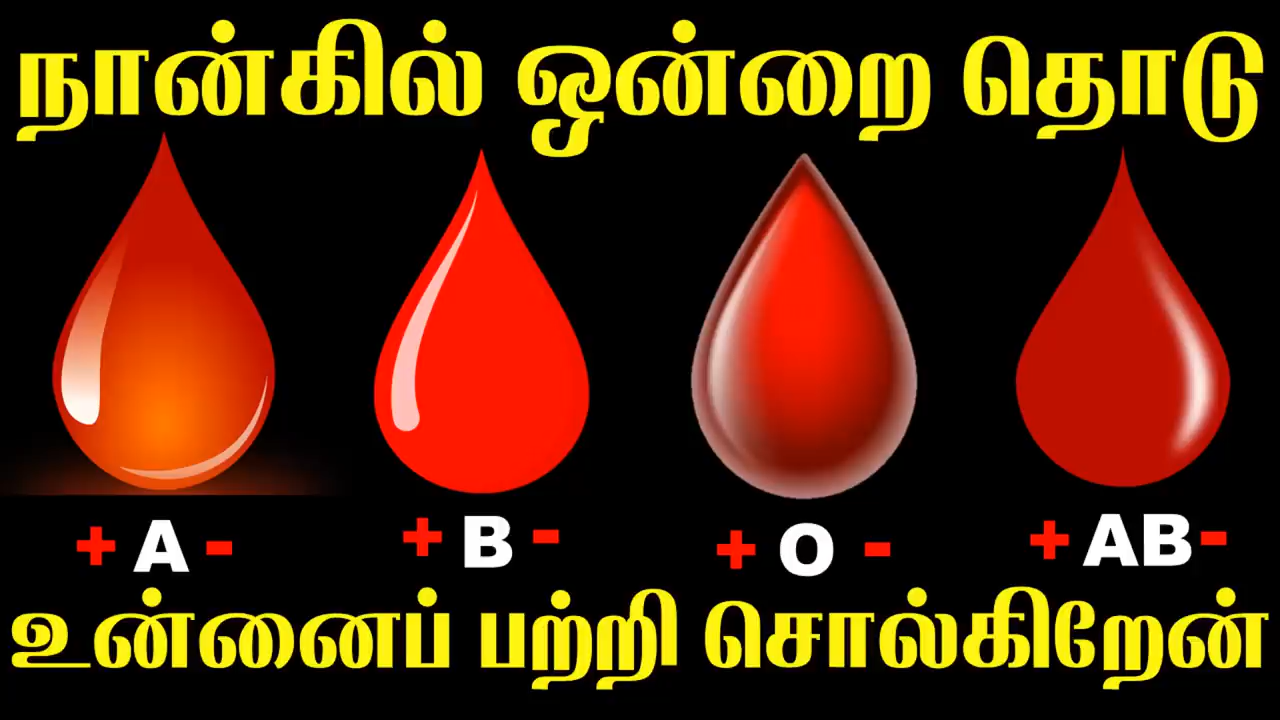 நான்கில் ஒன்றை தொடு
+ A - + B - + O - + AB -
உன்னைப் பற்றி சொல்கிறேன்